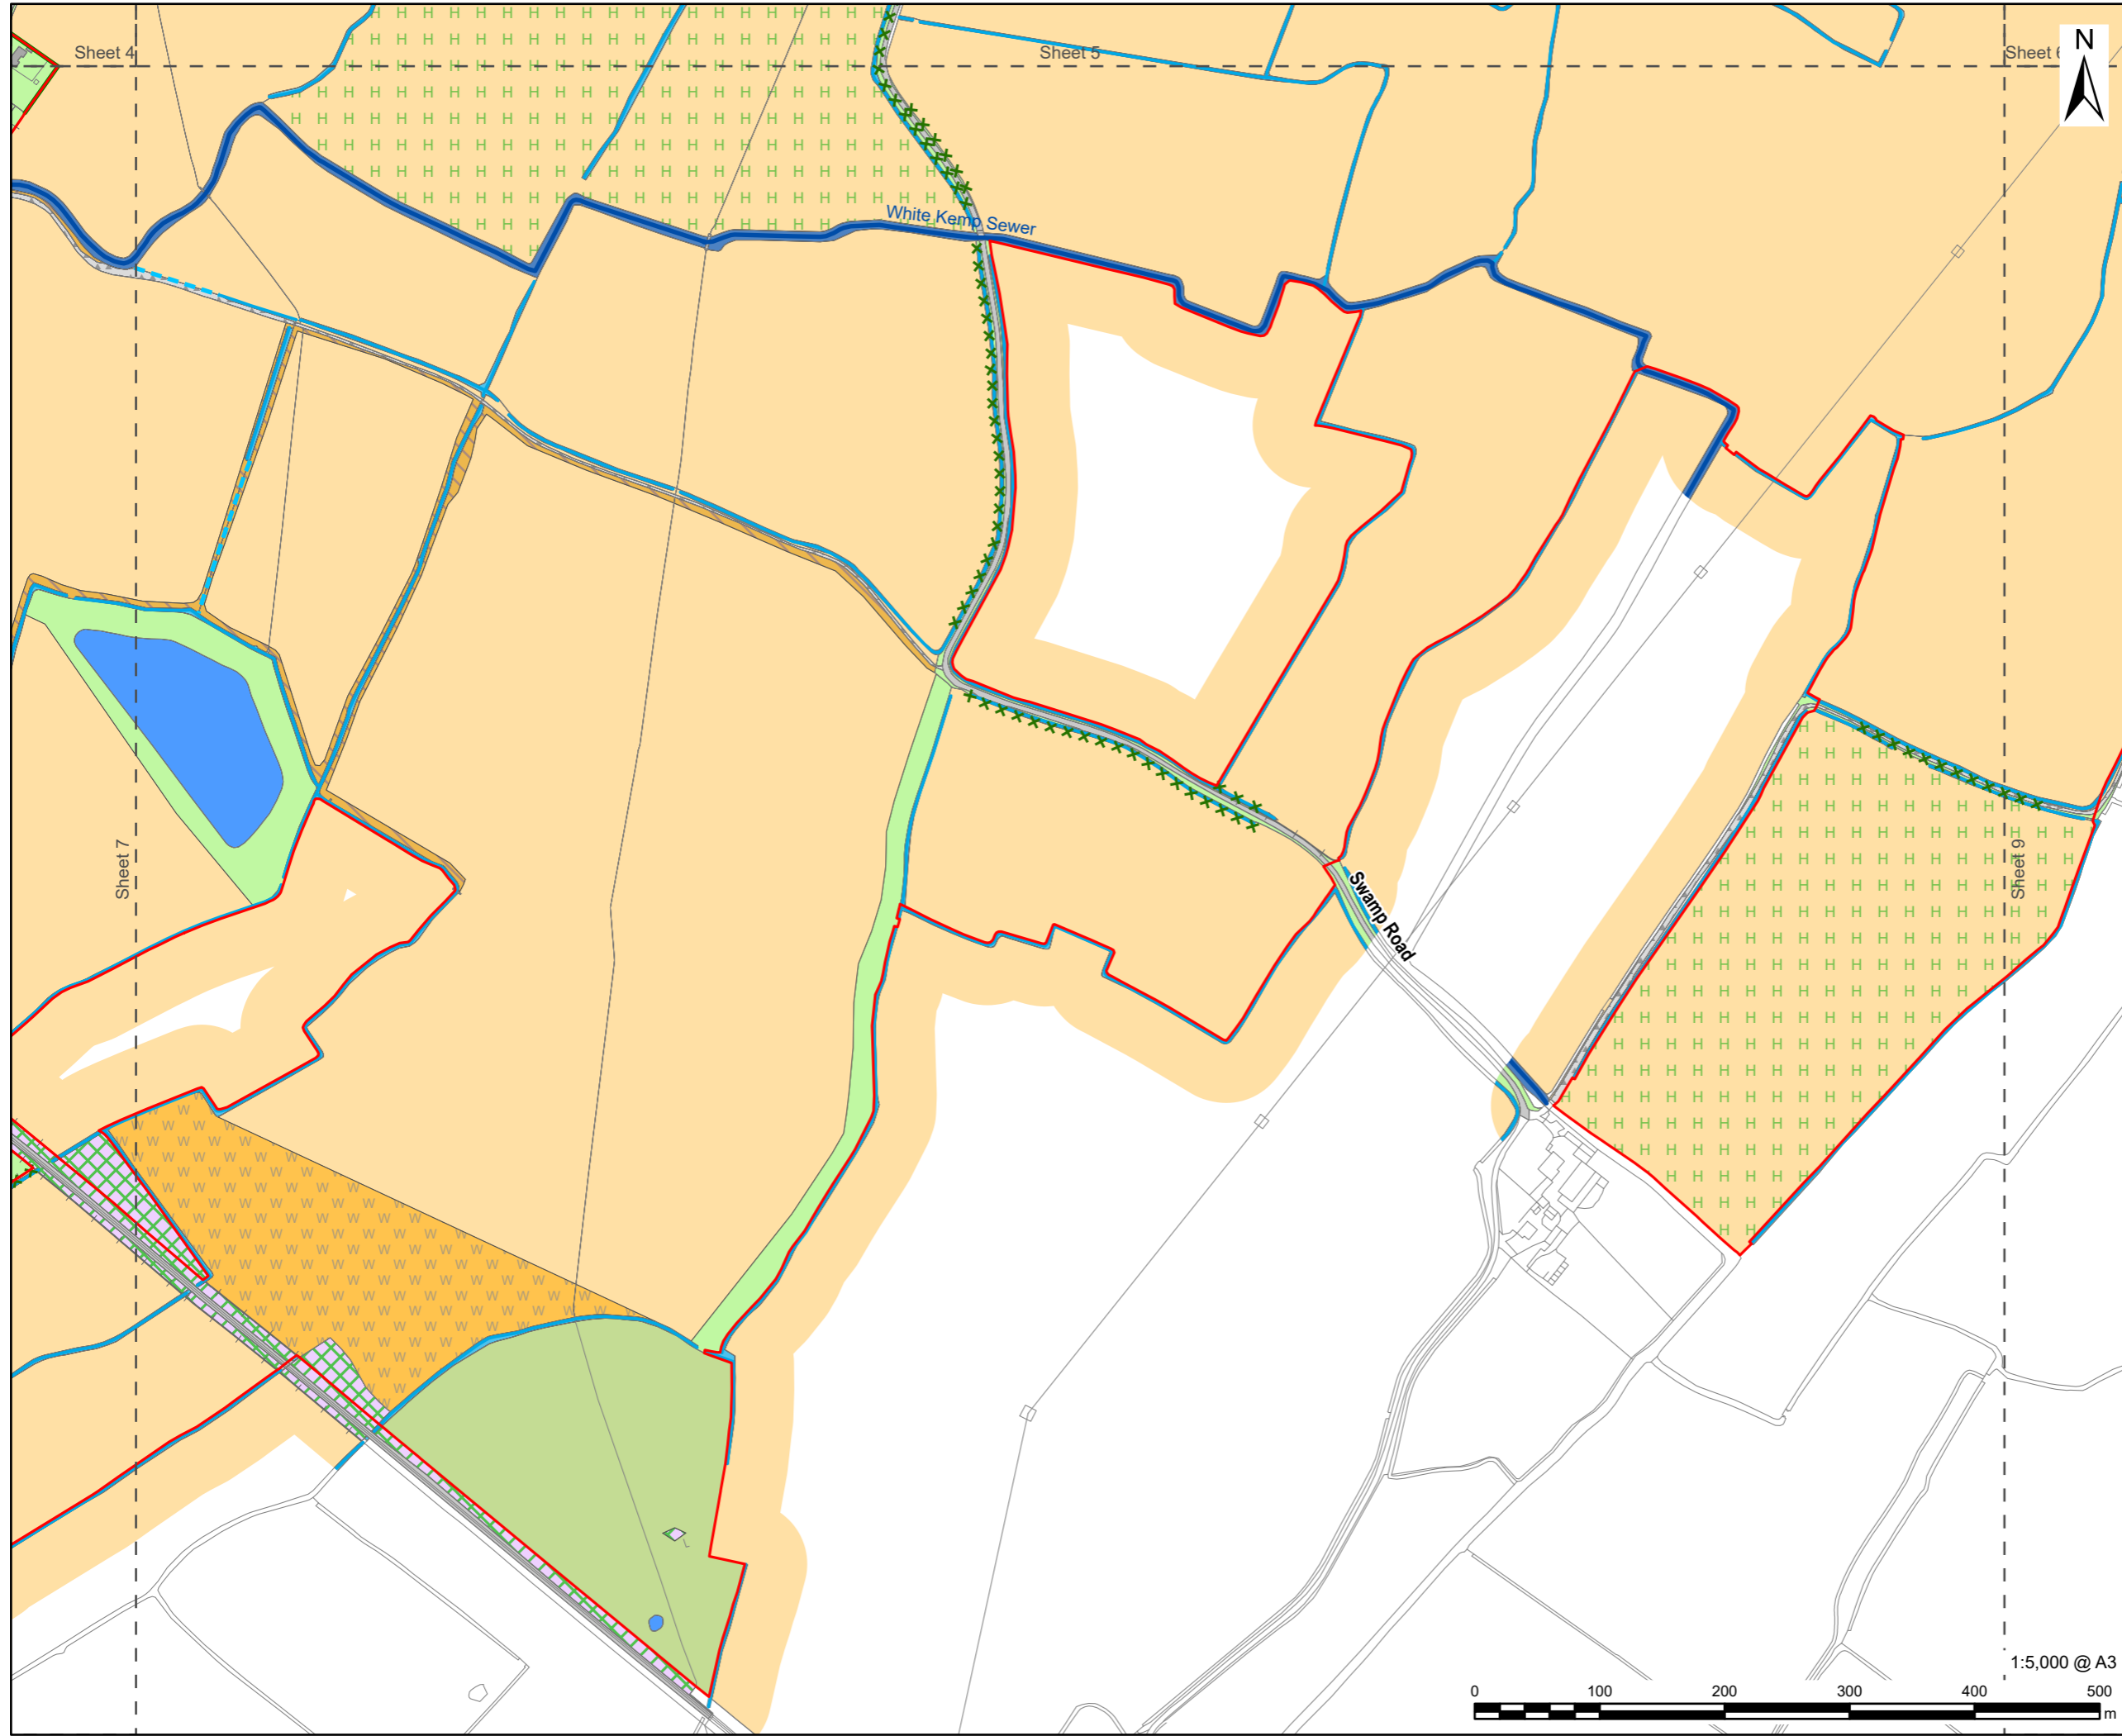 Sheet 4
Sheet 5
Sheet 6
N
White Kemp Sewer
Sheet 7
Swamp Road
Sheet 9
1:5,000 @ A3
0 100 200 300 400 500
m